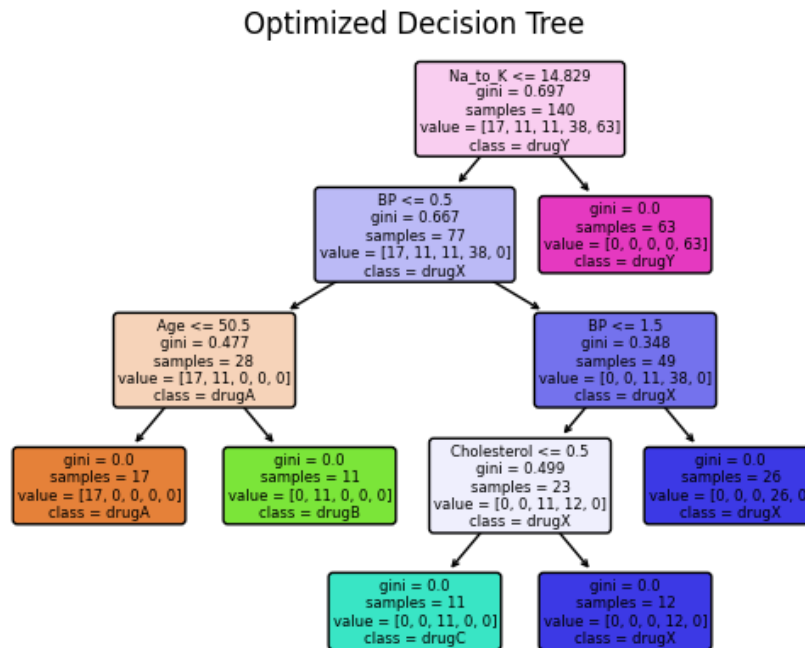 Optimized Decision Tree
Na_to_K <= 14.829
gini = 0.697
samples = 140
value = [17, 11, 11, 38, 63]
class = drugY
BP <= 0.5
gini = 0.667
samples = 77
value = [17, 11, 11, 38, 0]
class = drugX
gini = 0.0
samples = 63
value = [0, 0, 0, 0, 63]
class = drugY
Age <= 50.5
gini = 0.477
samples = 28
value = [17, 11, 0, 0, 0]
class = drugA
BP <= 1.5
gini = 0.348
samples = 49
value = [0, 0, 11, 38, 0]
class = drugX
gini = 0.0
samples = 17
value = [17, 0, 0, 0, 0]
class = drugA
gini = 0.0
samples = 11
value = [0, 11, 0, 0, 0]
class = drugB
Cholesterol <= 0.5
gini = 0.499
samples = 23
value = [0, 0, 11, 12, 0]
class = drugX
gini = 0.0
samples = 26
value = [0, 0, 0, 26, 0
class = drugX
gini = 0.0
samples = 11
value = [0, 0, 11, 0, 0]
class = drugC
gini = 0.0
samples = 12
value = [0, 0, 0, 12, 0]
class = drugX